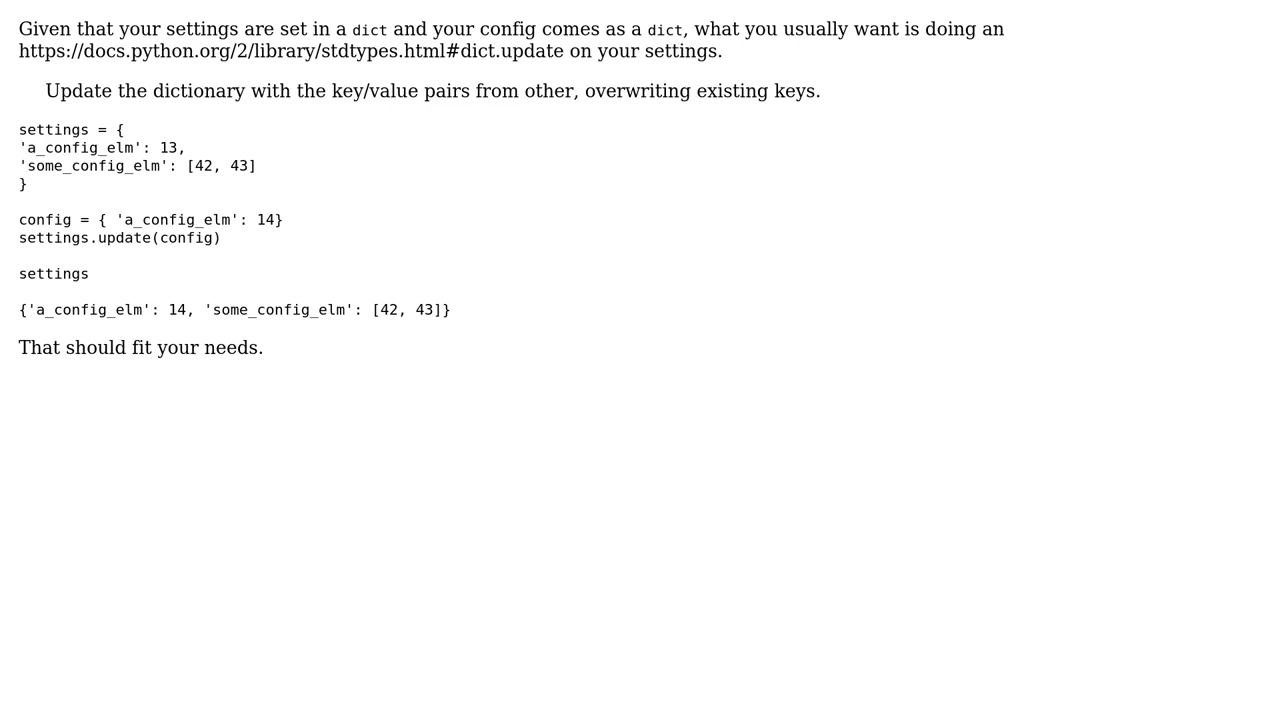 Given that your settings are set in a dict and your config comes as a dict, what you usually want is doing an
https://docs.python.org/2/library/stdtypes.html#dict.update on your settings.
Update the dictionary with the key/value pairs from other, overwriting existing keys.
settings = {
'a_config_elm': 13,
'some_config_elm': [42, 43]
}
config = { 'a_config_elm': 14}
settings.update(config)
settings
{'a_config_elm': 14, 'some_config_elm': [42, 43]}
That should fit your needs.